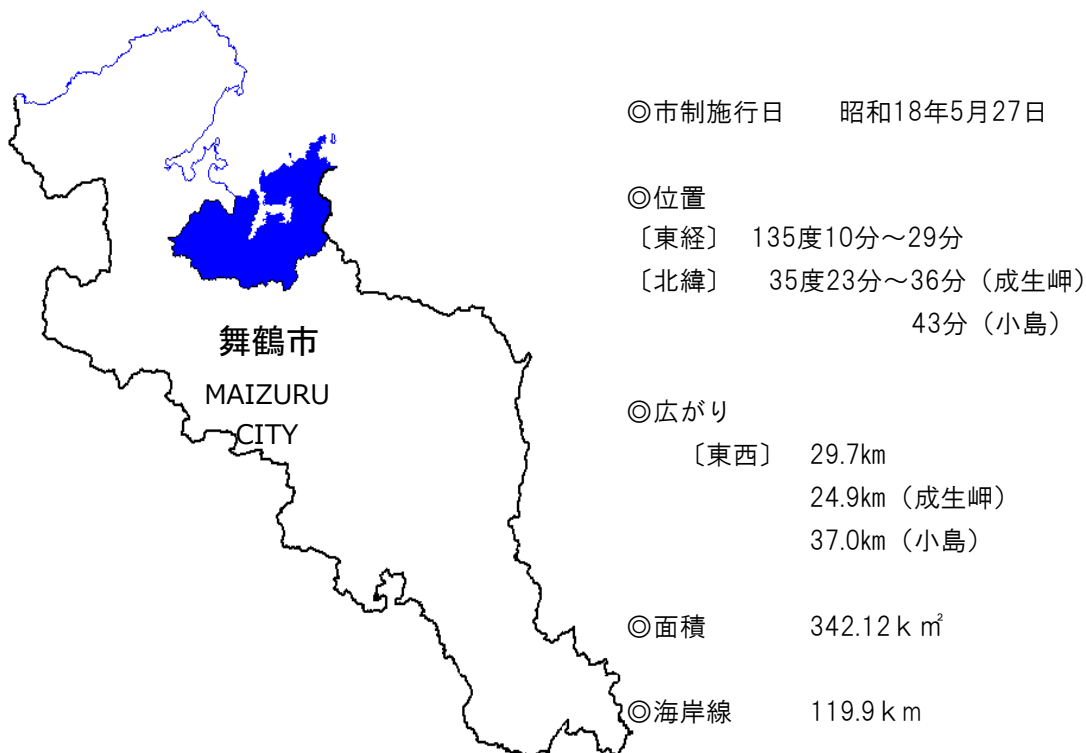 ◎市制施行日　昭和18年5月27日
◎位置
〔東経〕　135度10分～29分
〔北緯〕　35度23分～36分（成生岬）
43分（小島）
舞鶴市
MAIZURU
CITY
◎広がり
〔東西〕　29.7km
24.9km（成生岬）
37.0km（小島）
◎面積　342.12ｋ㎡
◎海岸線　119.9ｋｍ